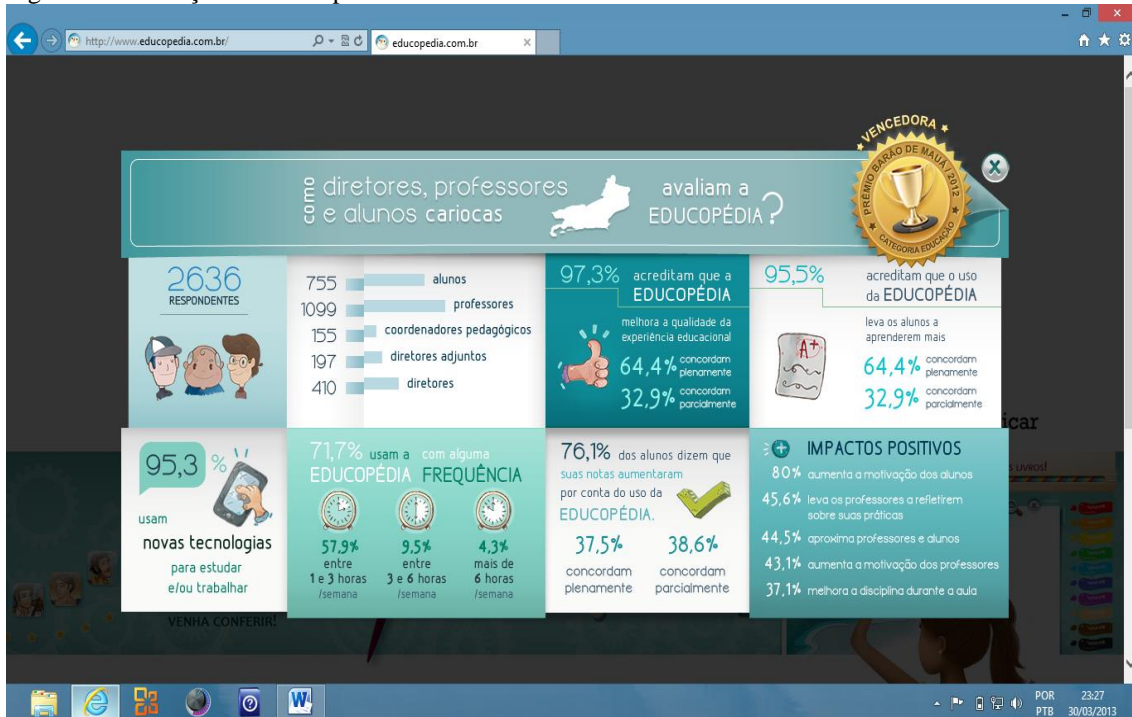 http://www.educopedia.com.br/
educopedia.com.br
VENCEDORA
PRÊMIO BARÃO DE MAUÁ / 2012
CATEGORIA EDUCAÇÃO
como diretores, professores
e alunos cariocas
avaliam a
EDUCOPÉDIA?
2636
RESPONDENTES
755 alunos
1099 professores
155 coordenadores pedagógicos
197 diretores adjuntos
410 diretores
97,3% acreditam que a
EDUCOPÉDIA
melhora a qualidade da
experiência educacional
64,4% concordam
plenamente
32,9% concordam
parcialmente
95,5% acreditam que o uso
da EDUCOPÉDIA
leva os alunos a
aprenderem mais
A+
64,4% concordam
plenamente
32,9% concordam
parcialmente
95,3 %
usam
novas tecnologias
para estudar
e/ou trabalhar
71,7% usam a com alguma
EDUCOPÉDIA FREQUÊNCIA
57,9%
entre
1 e 3 horas
/semana
9,5%
entre
3 e 6 horas
/semana
4,3%
mais de
6 horas
/semana
76,1% dos alunos dizem que
suas notas aumentaram
por conta do uso da
EDUCOPÉDIA.
37,5%
concordam
plenamente
38,6%
concordam
parcialmente
IMPACTOS POSITIVOS
80% aumenta a motivação dos alunos
45,6% leva os professores a refletirem
sobre suas práticas
44,5% aproxima professores e alunos
43,1% aumenta a motivação dos professores
37,1% melhora a disciplina durante a aula
icar
LIVROS!
VENHA CONFERIR!
POR
PTB
23:27
30/03/2013